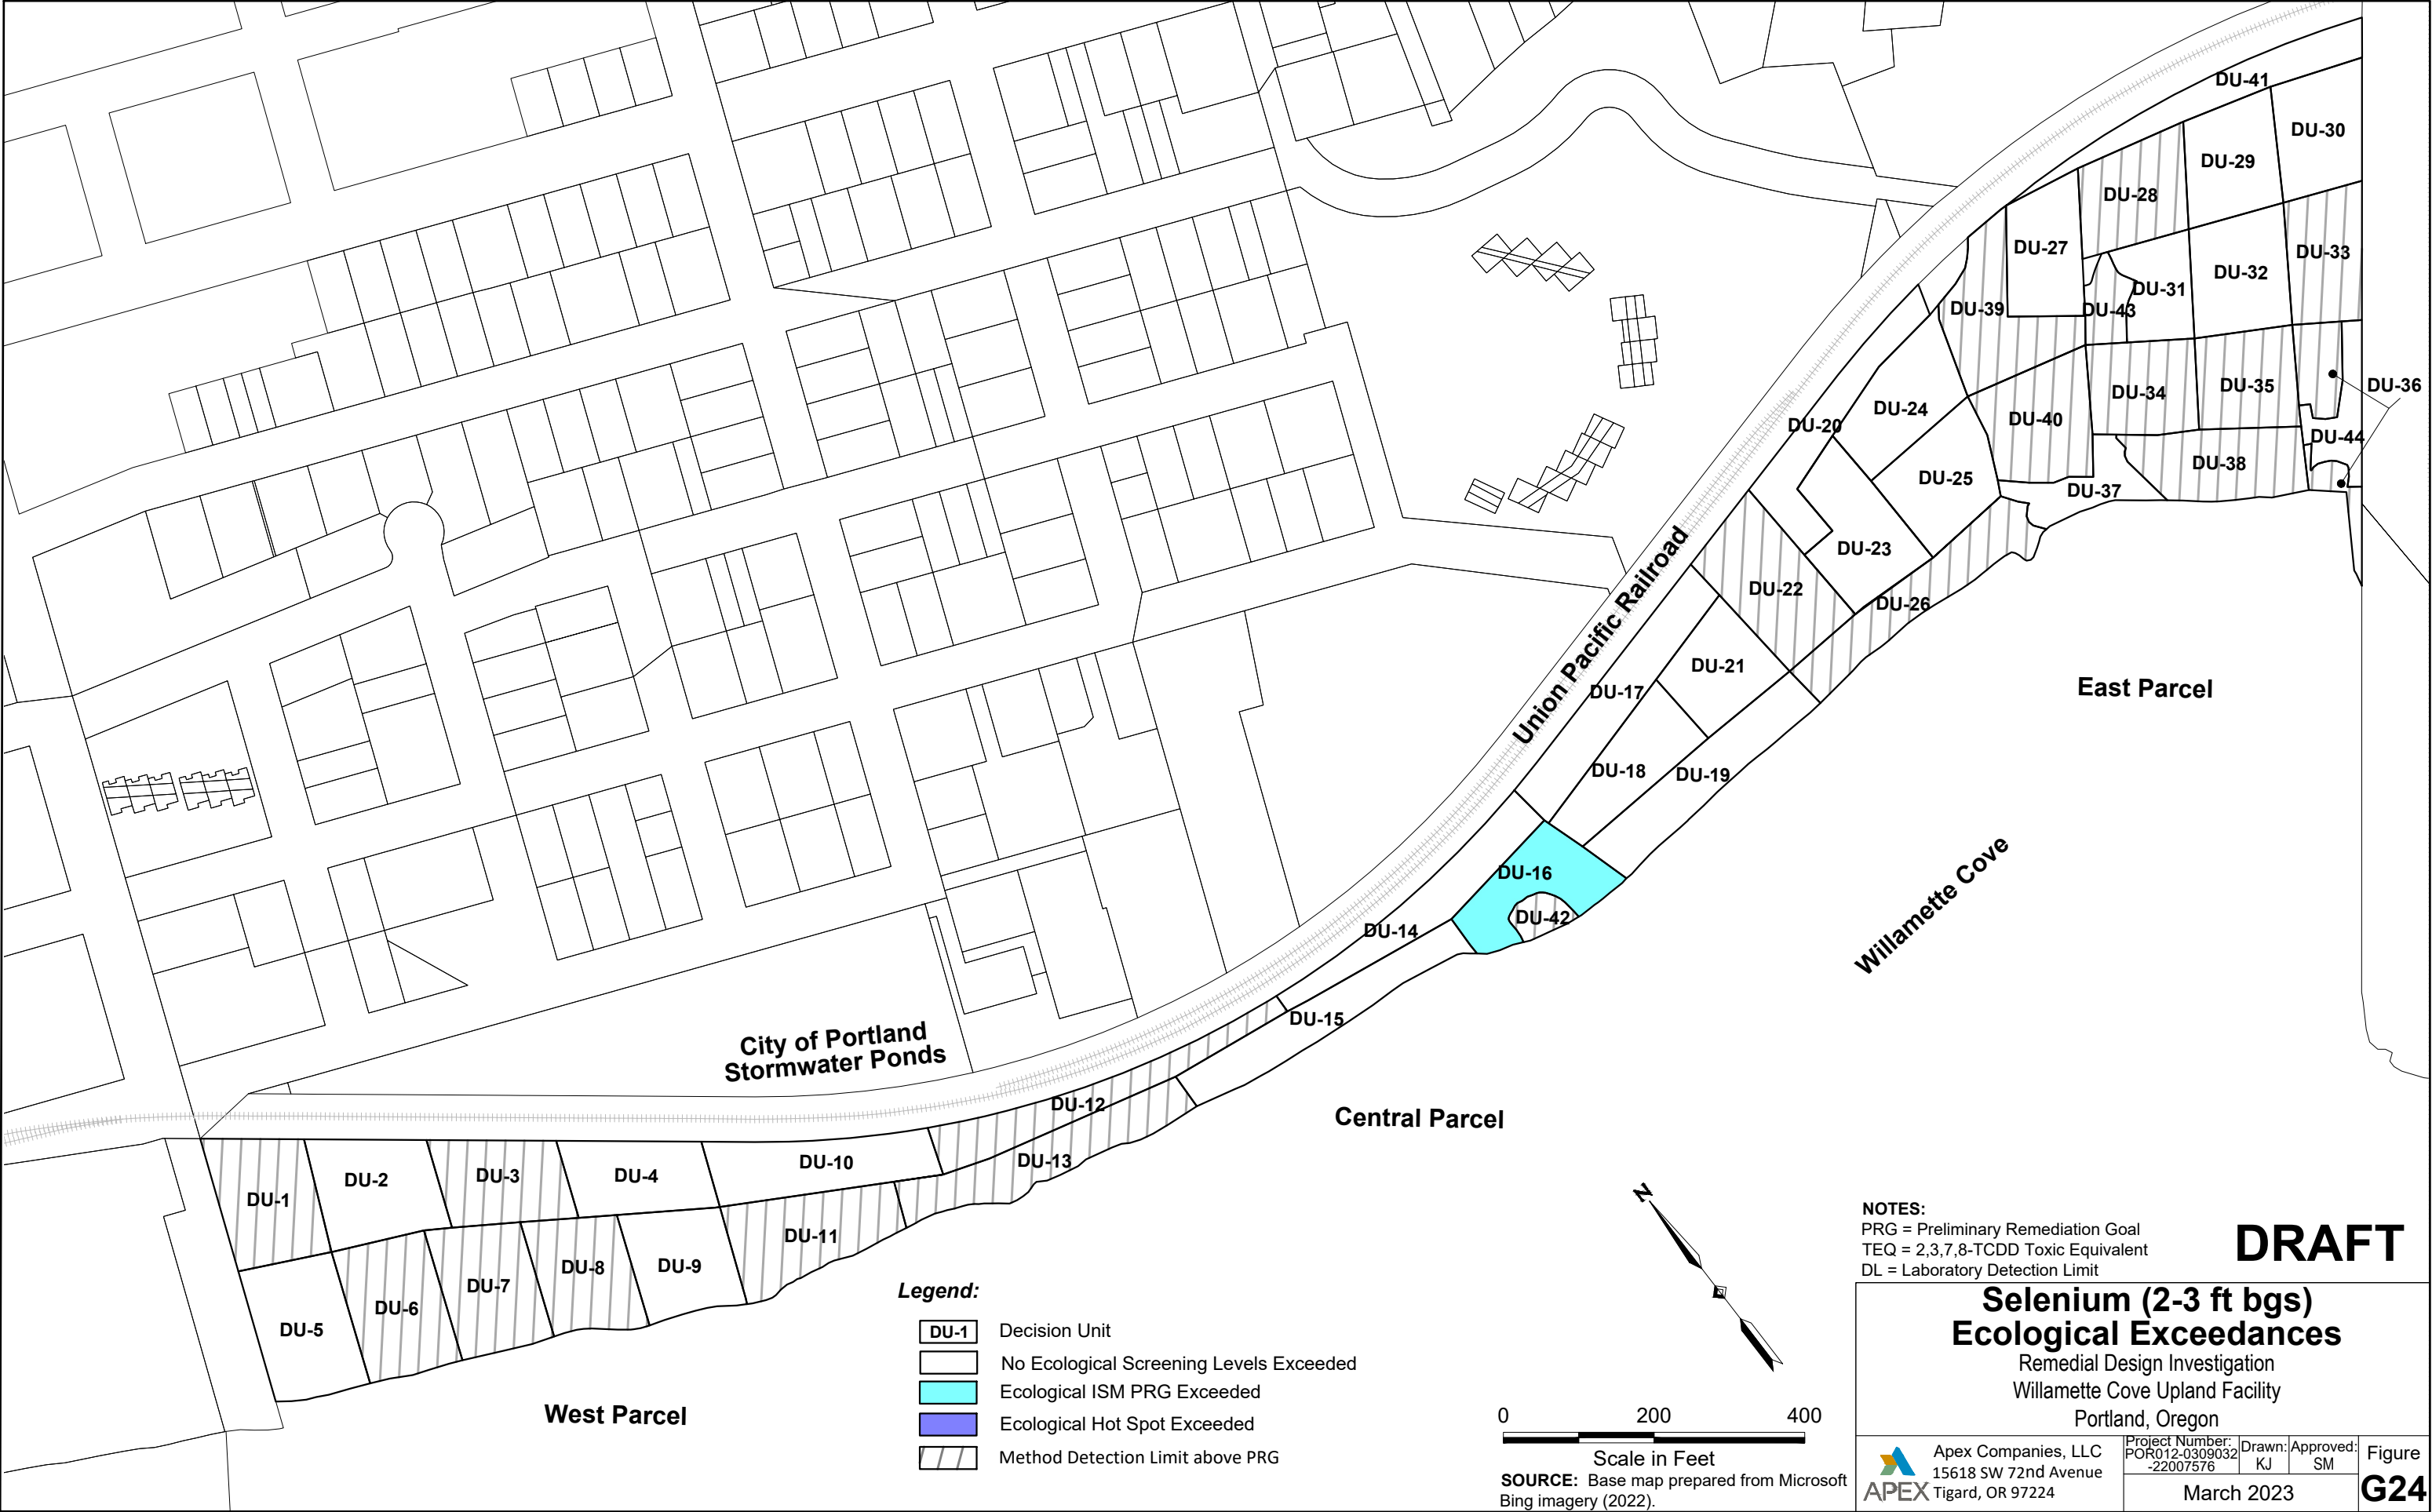 DU-41
DU-30
DU-29
DU-28
DU-27
DU-33
DU-32
DU-31
DU-43
DU-39
DU-36
DU-35
DU-34
DU-24
DU-40
DU-20
DU-44
DU-38
DU-25
DU-37
DU-23
DU-22
DU-26
Union Pacific Railroad
DU-21
East Parcel
DU-17
DU-18
DU-19
DU-16
DU-42
DU-14
Willamette Cove
DU-15
City of Portland
Stormwater Ponds
DU-12
Central Parcel
DU-13
DU-10
DU-4
DU-3
DU-2
DU-1
DU-11
DU-9
DU-8
DU-7
DU-6
DU-5
West Parcel
Legend:
DU-1 Decision Unit
No Ecological Screening Levels Exceeded
Ecological ISM PRG Exceeded
Ecological Hot Spot Exceeded
Method Detection Limit above PRG
N
0 200 400
Scale in Feet
SOURCE: Base map prepared from Microsoft
Bing imagery (2022).
NOTES:
PRG = Preliminary Remediation Goal
TEQ = 2,3,7,8-TCDD Toxic Equivalent
DL = Laboratory Detection Limit
DRAFT
Selenium (2-3 ft bgs)
Ecological Exceedances
Remedial Design Investigation
Willamette Cove Upland Facility
Portland, Oregon
APEX
Apex Companies, LLC
15618 SW 72nd Avenue
Tigard, OR 97224
Project Number:
POR012-0309032
-22007576
Drawn:
KJ
Approved:
SM
March 2023
Figure
G24